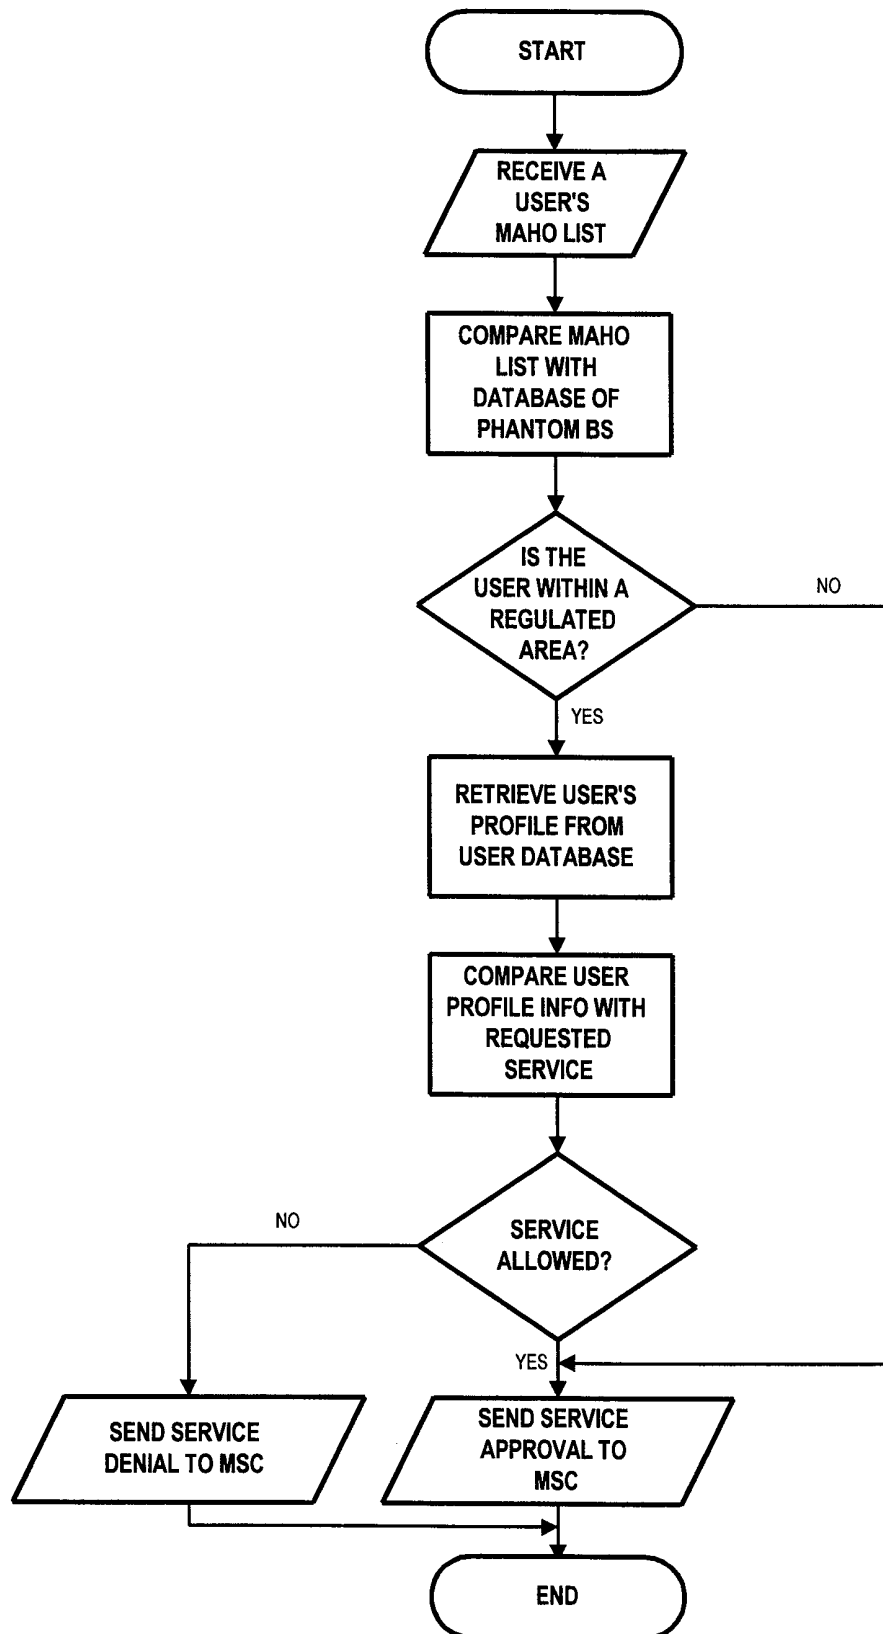 START
RECEIVE A
USER'S
MAHO LIST
COMPARE MAHO
LIST WITH
DATABASE OF
PHANTOM BS
IS THE
USER WITHIN A
REGULATED
AREA?
NO
YES
RETRIEVE USER'S
PROFILE FROM
USER DATABASE
COMPARE USER
PROFILE INFO WITH
REQUESTED
SERVICE
NO
SERVICE
ALLOWED?
YES
SEND SERVICE
DENIAL TO MSC
SEND SERVICE
APPROVAL TO
MSC
END